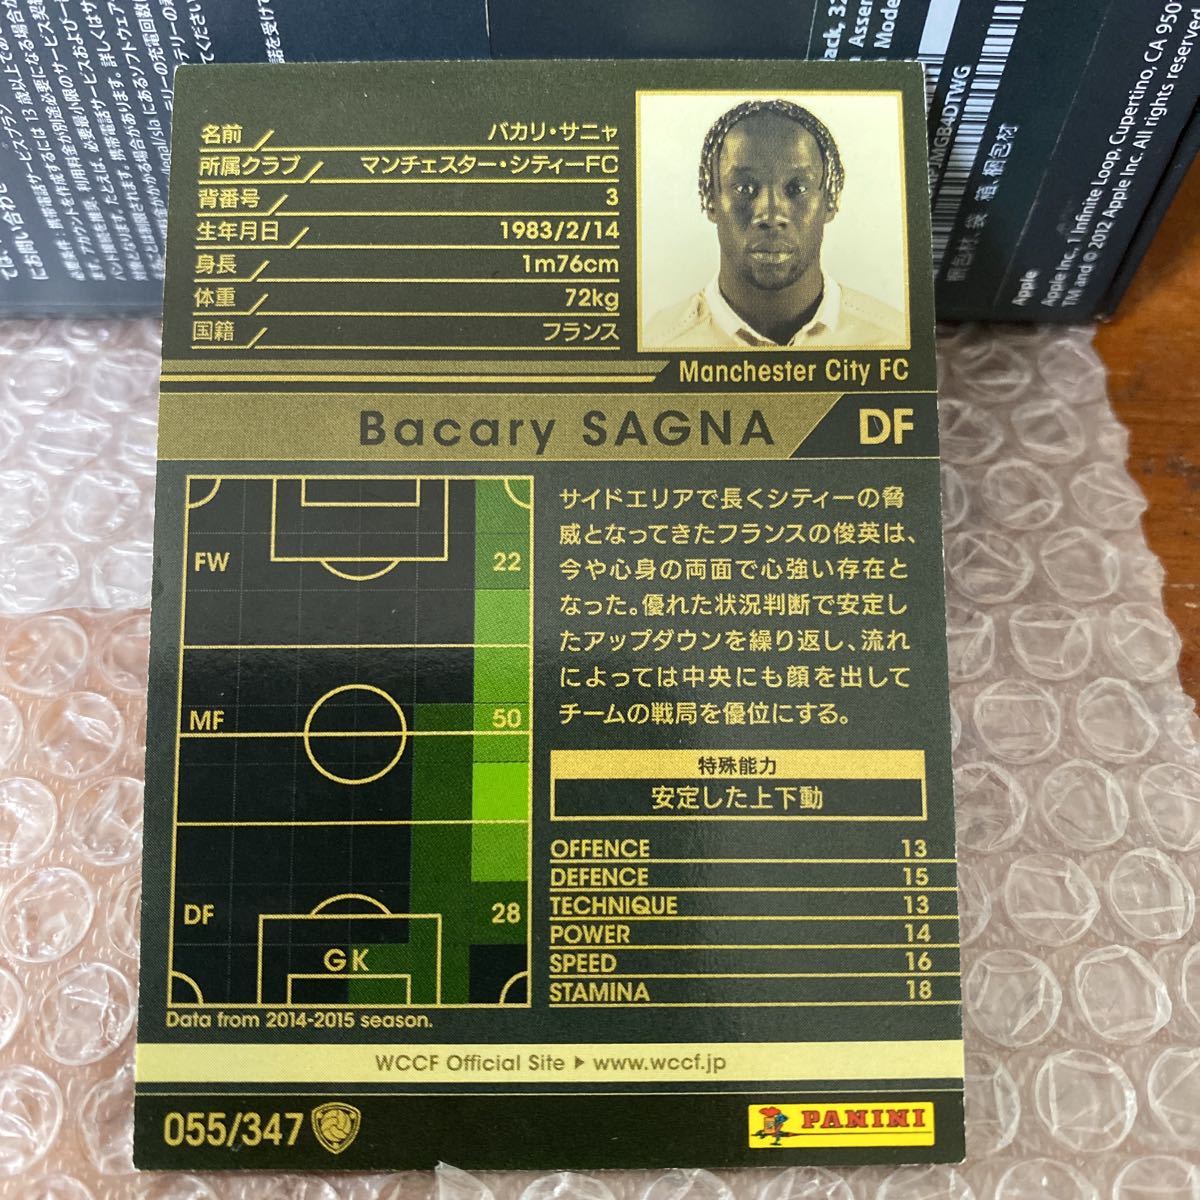 名前 バカリ・サニャ
所属クラブ マンチェスター・シティーFC
背番号 3
生年月日 1983/2/14
身長 1m76cm
体重 72kg
国籍 フランス
Manchester City FC
Bacary SAGNA DF
FW 22
MF 50
DF 28
GK
Data from 2014-2015 season.
サイドエリアで長くシティーの脅
威となってきたフランスの俊英は、
今や心身の両面で心強い存在と
なった。優れた状況判断で安定し
たアップダウンを繰り返し、流れ
によっては中央にも顔を出して
チームの戦局を優位にする。
特殊能力
安定した上下動
OFFENCE 13
DEFENCE 15
TECHNIQUE 13
POWER 14
SPEED 16
STAMINA 18
WCCF Official Site ▶ www.wccf.jp
055/347
PANINI
Apple
Apple Inc., 1 Infinite Loop, Cupertino, CA 950
TM and © 2012 Apple Inc. All rights reserved.